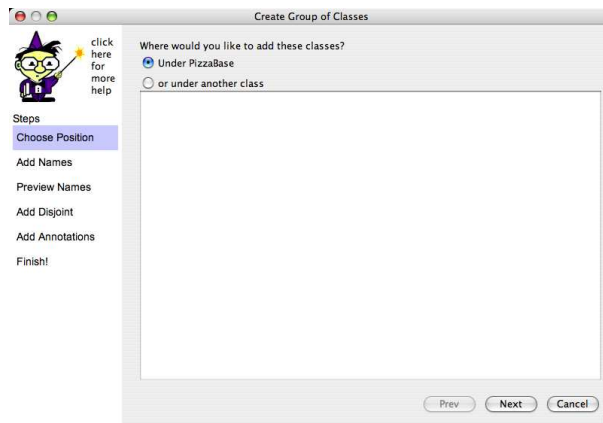 Create Group of Classes
click
here
for
more
help
Steps
Choose Position
Add Names
Preview Names
Add Disjoint
Add Annotations
Finish!
Where would you like to add these classes?
Under PizzaBase
or under another class
Prev Next Cancel